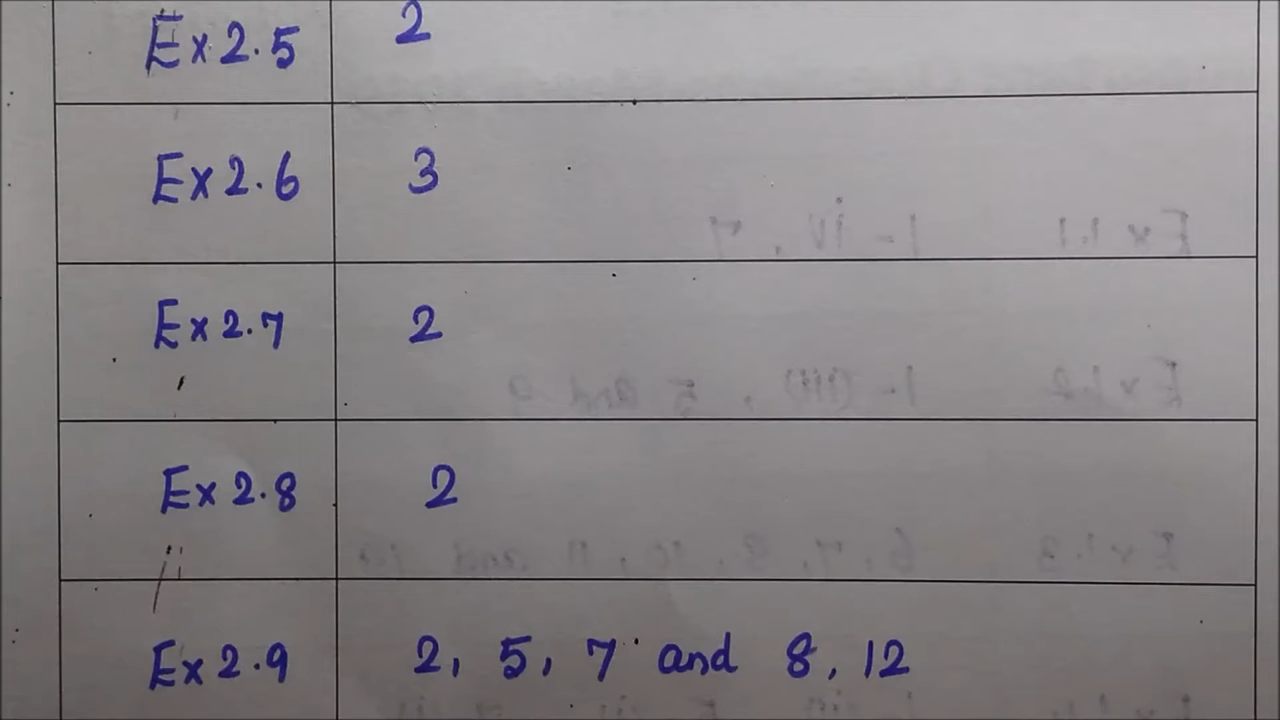 Ex 2.5 2
Ex 2.6 3
Ex 2.7 2
Ex 2.8 2
Ex 2.9 2, 5, 7 and 8, 12